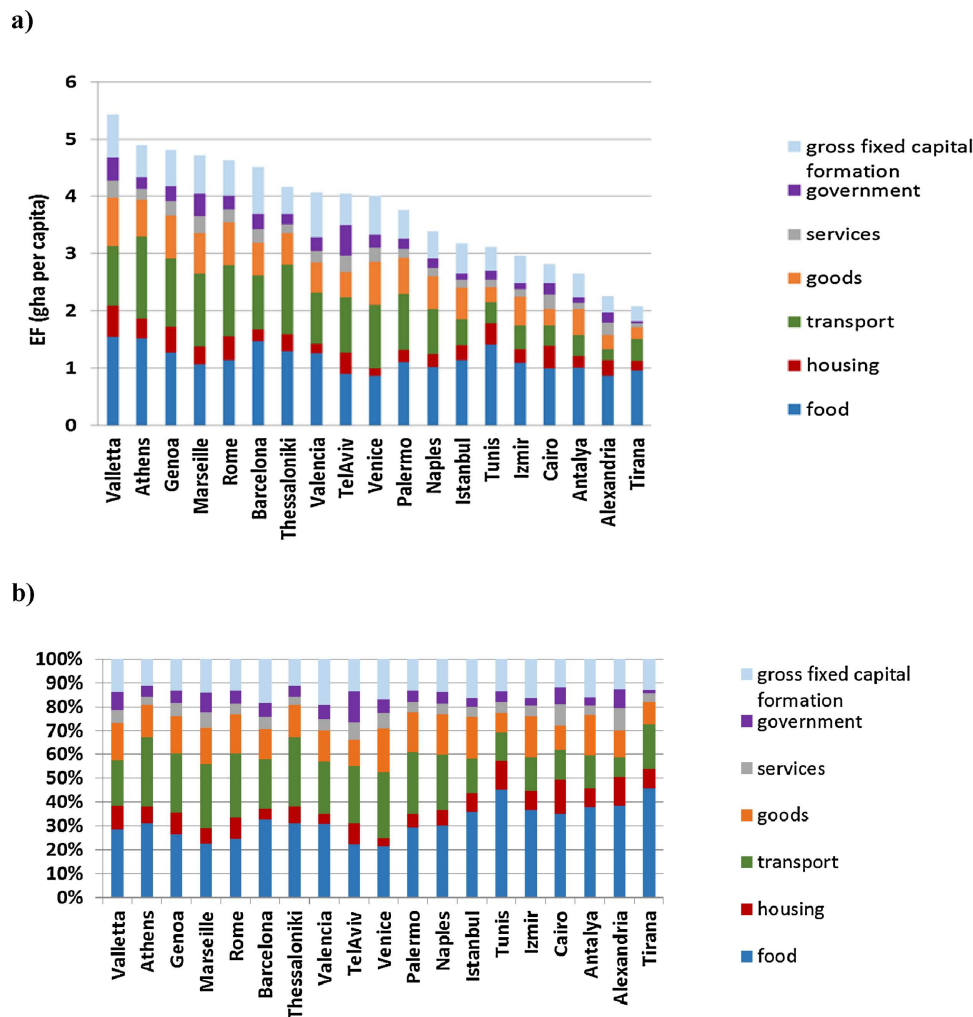 a)
6
5
4
3
2
1
0
EF (gha per capita)
Valletta
Athens
Genoa
Marseille
Rome
Barcelona
Thessaloniki
Valencia
TelAviv
Venice
Palermo
Naples
Istanbul
Tunis
Izmir
Cairo
Antalya
Alexandria
Tirana
gross fixed capital
formation
government
services
goods
transport
housing
food
b)
100%
90%
80%
70%
60%
50%
40%
30%
20%
10%
0%
Valletta
Athens
Genoa
Marseille
Rome
Barcelona
Thessaloniki
Valencia
TelAviv
Venice
Palermo
Naples
Istanbul
Tunis
Izmir
Cairo
Antalya
Alexandria
Tirana
gross fixed capital
formation
government
services
goods
transport
housing
food